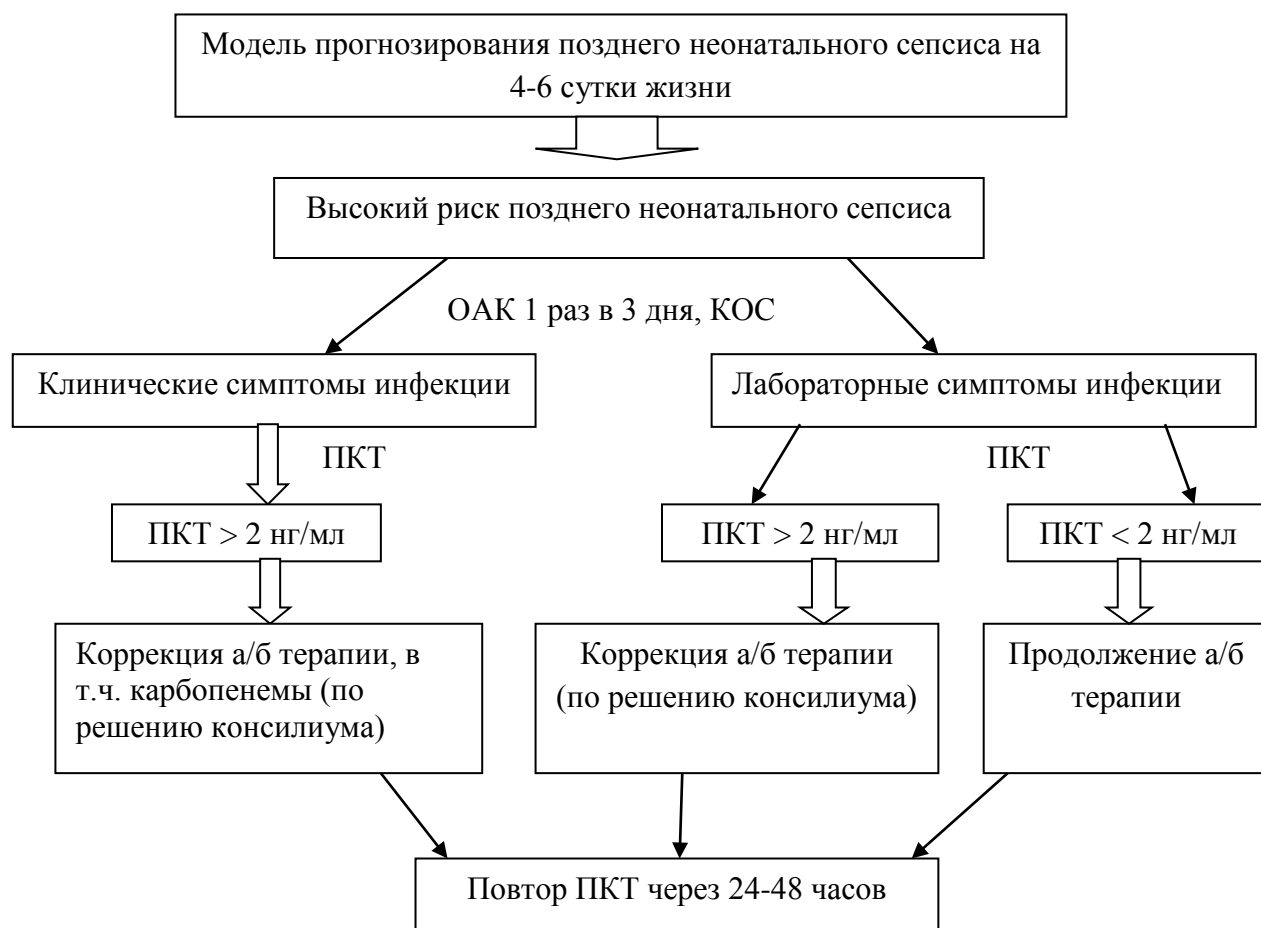 Модель прогнозирования позднего неонатального сепсиса на
4-6 сутки жизни
Высокий риск позднего неонатального сепсиса
ОАК 1 раз в 3 дня, КОС
Клинические симптомы инфекции
Лабораторные симптомы инфекции
ПКТ
ПКТ
ПКТ > 2 нг/мл
ПКТ > 2 нг/мл
ПКТ < 2 нг/мл
Коррекция а/б терапии, в
т.ч. карбопенемы (по
решению консилиума)
Коррекция а/б терапии
(по решению консилиума)
Продолжение а/б
терапии
Повтор ПКТ через 24-48 часов